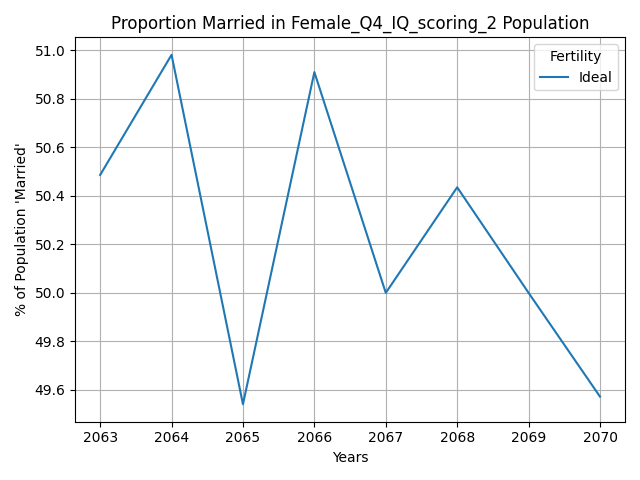 Proportion Married in Female_Q4_IQ_scoring_2 Population
Fertility
Ideal
51.0
50.8
50.6
50.4
50.2
50.0
49.8
49.6
% of Population 'Married'
2063 2064 2065 2066 2067 2068 2069 2070
Years